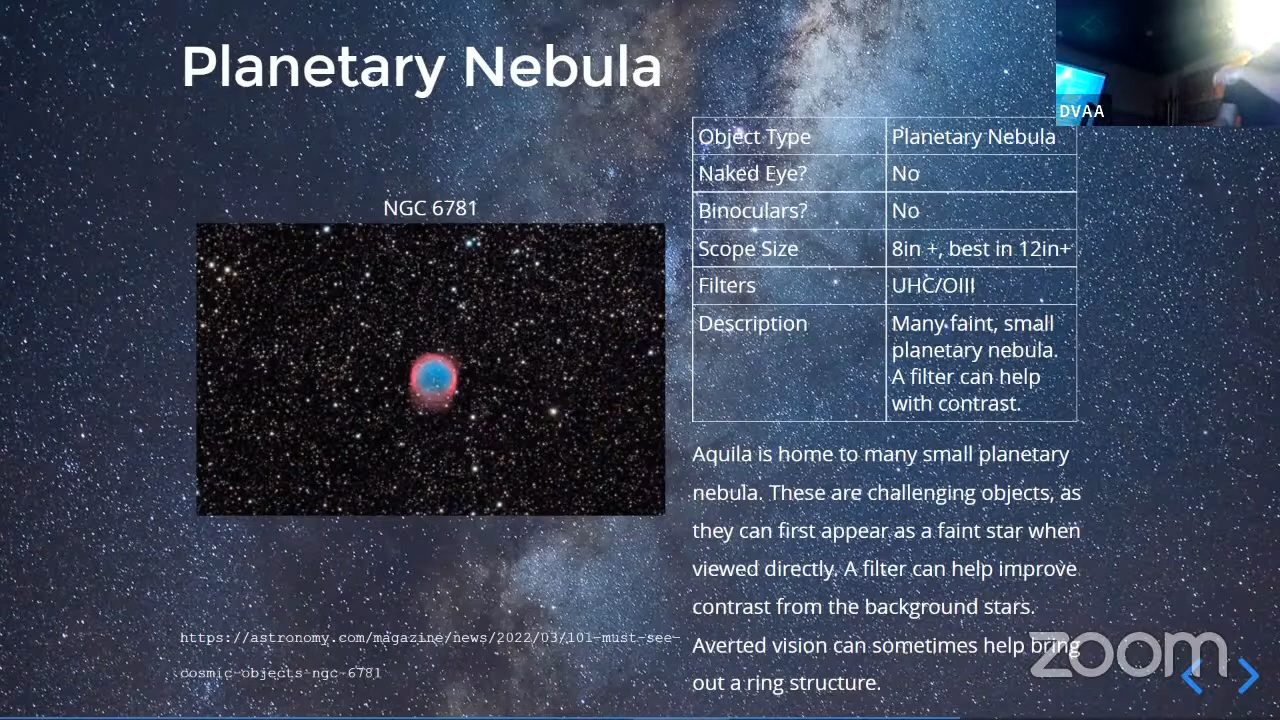 Planetary Nebula
DVAA
NGC 6781
Object Type Planetary Nebula
Naked Eye? No
Binoculars? No
Scope Size 8in +, best in 12in+
Filters UHC/OIII
Description Many faint, small
planetary nebula.
A filter can help
with contrast.
Aquila is home to many small planetary
nebula. These are challenging objects, as
they can first appear as a faint star when
viewed directly. A filter can help improve
contrast from the background stars.
Averted vision can sometimes help bring
out a ring structure.
https://astronomy.com/magazine/news/2022/03/101-must-see-
cosmic-objects-ngc-6781
zoom